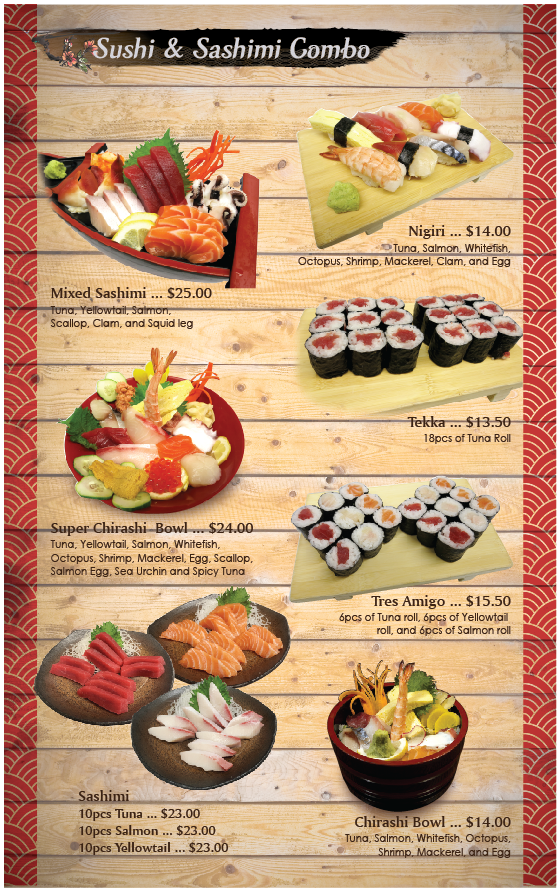 Sushi & Sashimi Combo
Nigiri ... $14.00
Tuna, Salmon, Whitefish,
Octopus, Shrimp, Mackerel, Clam, and Egg
Mixed Sashimi ... $25.00
Tuna, Yellowtail, Salmon,
Scallop, Clam, and Squid leg
Tekka ... $13.50
18pcs of Tuna Roll
Super Chirashi Bowl ... $24.00
Tuna, Yellowtail, Salmon, Whitefish,
Octopus, Shrimp, Mackerel, Egg, Scallop,
Salmon Egg, Sea Urchin and Spicy Tuna
Tres Amigo ... $15.50
6pcs of Tuna roll, 6pcs of Yellowtail
roll, and 6pcs of Salmon roll
Sashimi
10pcs Tuna ... $23.00
10pcs Salmon ... $23.00
10pcs Yellowtail ... $23.00
Chirashi Bowl ... $14.00
Tuna, Salmon, Whitefish, Octopus,
Shrimp, Mackerel, and Egg